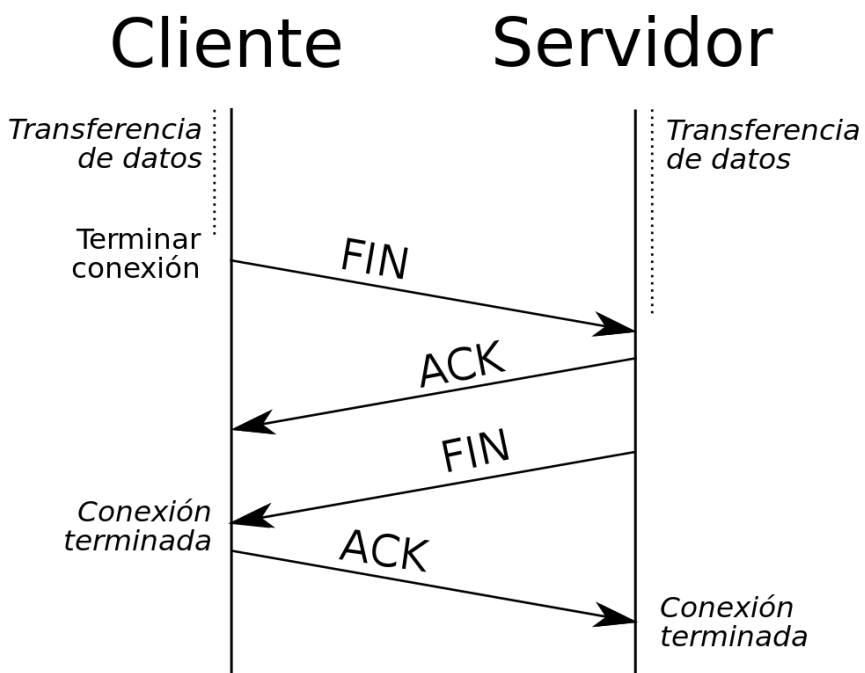 Cliente
Servidor
Transferencia
de datos
Transferencia
de datos
Terminar
conexión
FIN
ACK
FIN
Conexión
terminada
ACK
Conexión
terminada